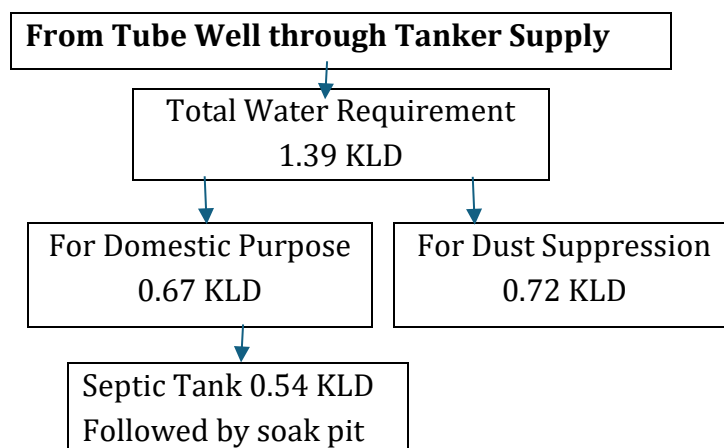 From Tube Well through Tanker Supply
Total Water Requirement
1.39 KLD
For Domestic Purpose
0.67 KLD
For Dust Suppression
0.72 KLD
Septic Tank 0.54 KLD
Followed by soak pit